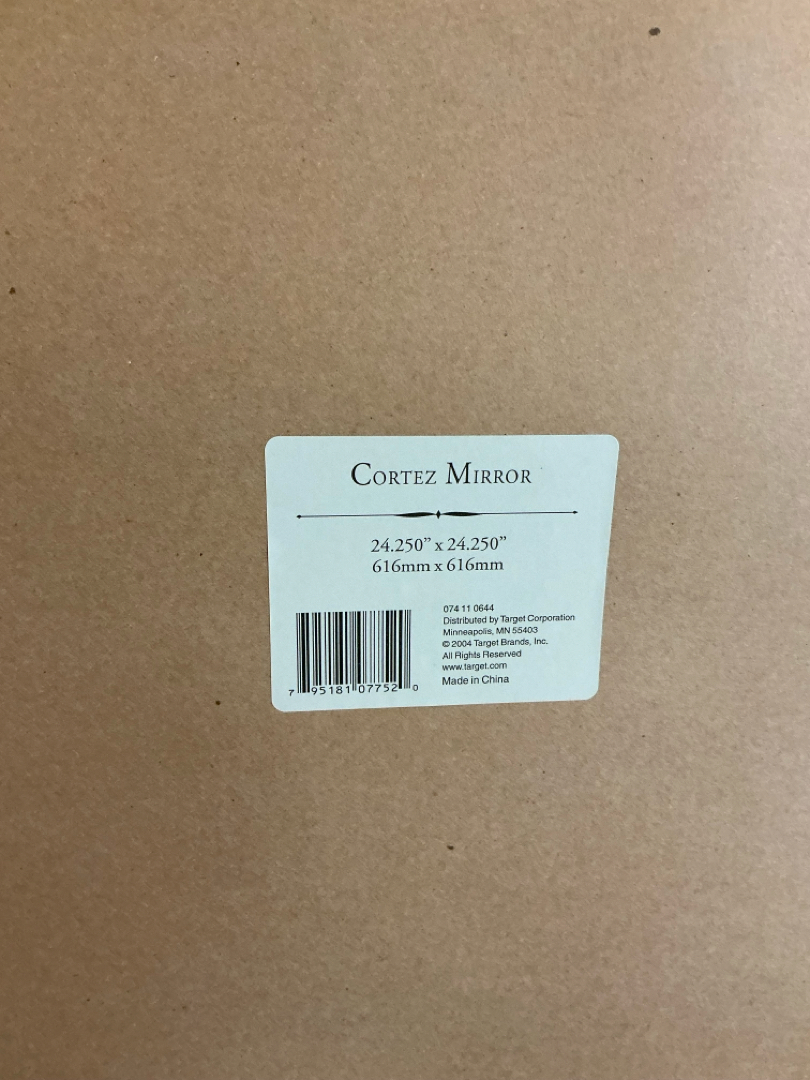 CORTEZ MIRROR
24.250” x 24.250”
616mm x 616mm
074 11 0644
Distributed by Target Corporation
Minneapolis, MN 55403
© 2004 Target Brands, Inc.
All Rights Reserved
www.target.com
Made in China
7 95181 07752 0